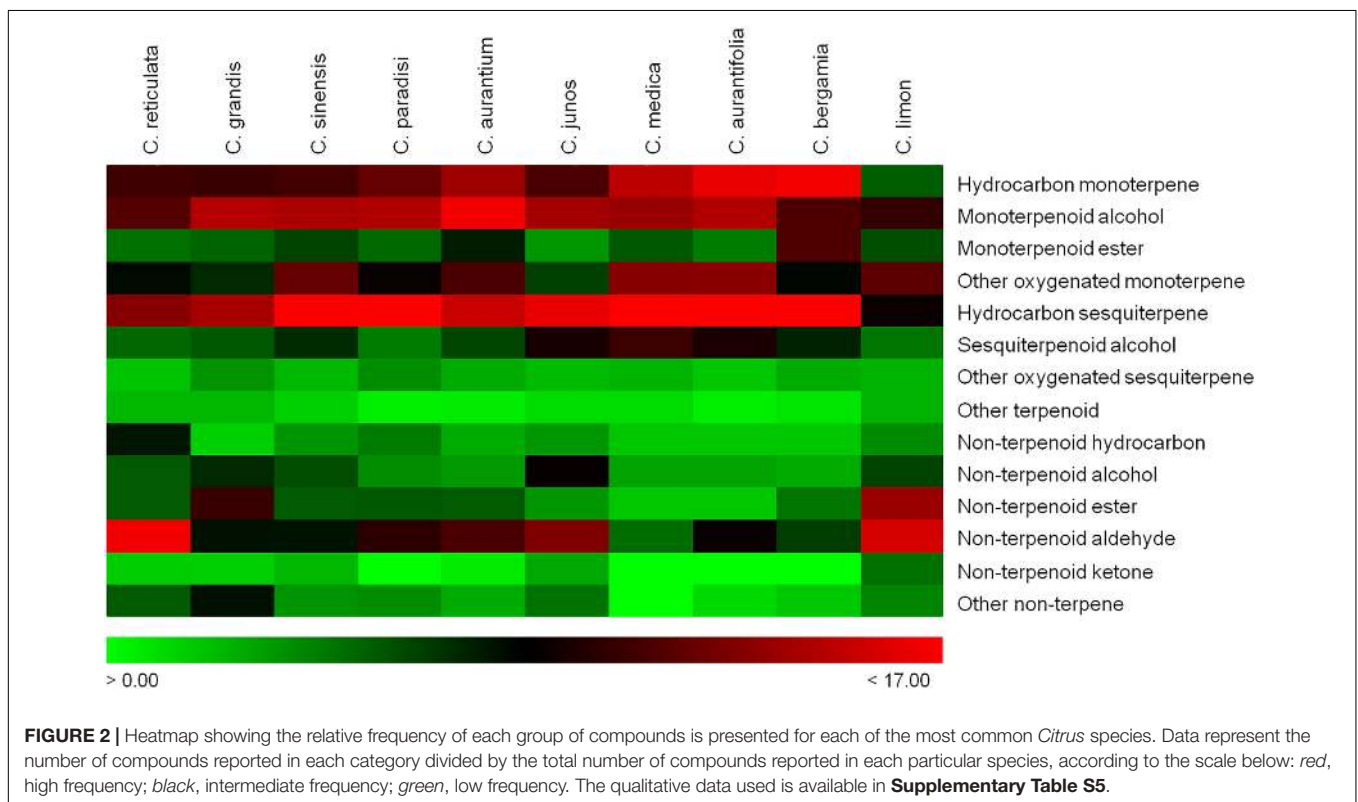 C. reticulata
C. grandis
C. sinensis
C. paradisi
C. aurantium
C. junos
C. medica
C. aurantifolia
C. bergamia
C. limon
Hydrocarbon monoterpene
Monoterpenoid alcohol
Monoterpenoid ester
Other oxygenated monoterpene
Hydrocarbon sesquiterpene
Sesquiterpenoid alcohol
Other oxygenated sesquiterpene
Other terpenoid
Non-terpenoid hydrocarbon
Non-terpenoid alcohol
Non-terpenoid ester
Non-terpenoid aldehyde
Non-terpenoid ketone
Other non-terpene
> 0.00
< 17.00
FIGURE 2 | Heatmap showing the relative frequency of each group of compounds is presented for each of the most common Citrus species. Data represent the
number of compounds reported in each category divided by the total number of compounds reported in each particular species, according to the scale below: red,
high frequency; black, intermediate frequency; green, low frequency. The qualitative data used is available in Supplementary Table S5.